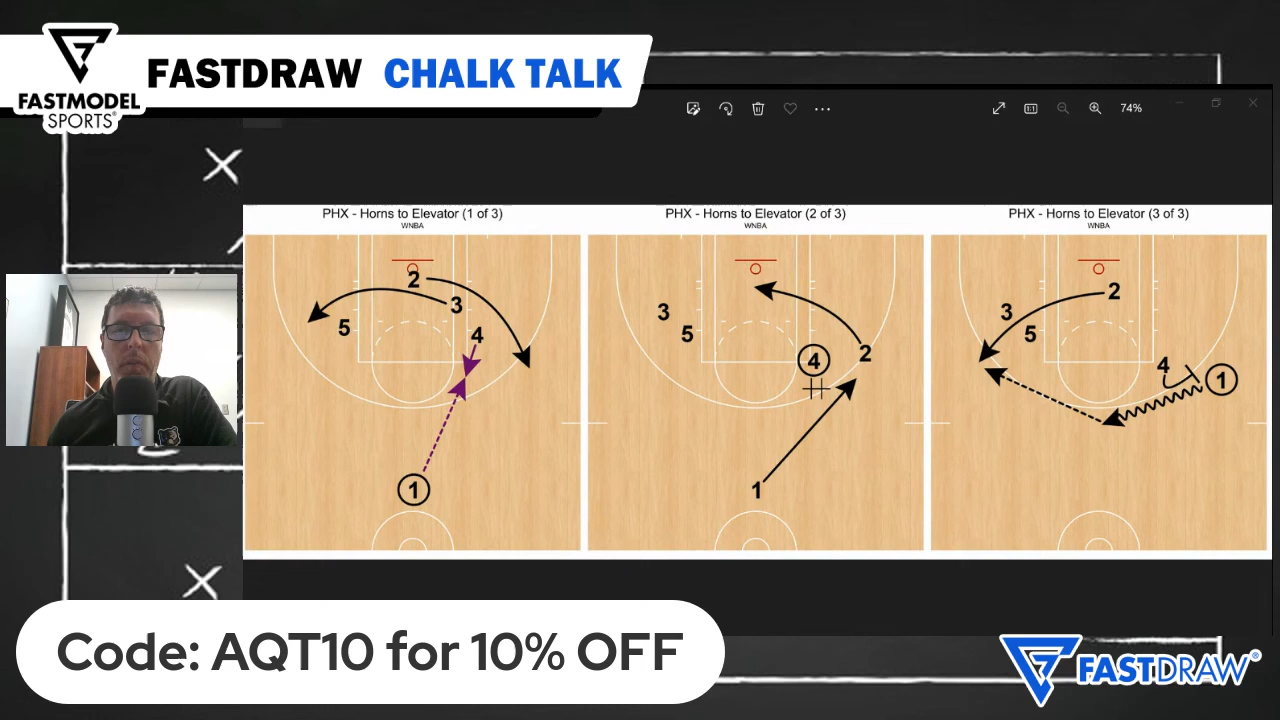 FASTDRAW CHALK TALK
FASTMODEL
SPORTS®
74%
PHX - Horns to Elevator (1 of 3)
WNBA
2
3
5
4
1
PHX - Horns to Elevator (2 of 3)
WNBA
3
5
4
2
1
PHX - Horns to Elevator (3 of 3)
WNBA
2
3
5
4
1
Code: AQT10 for 10% OFF
FASTDRAW®